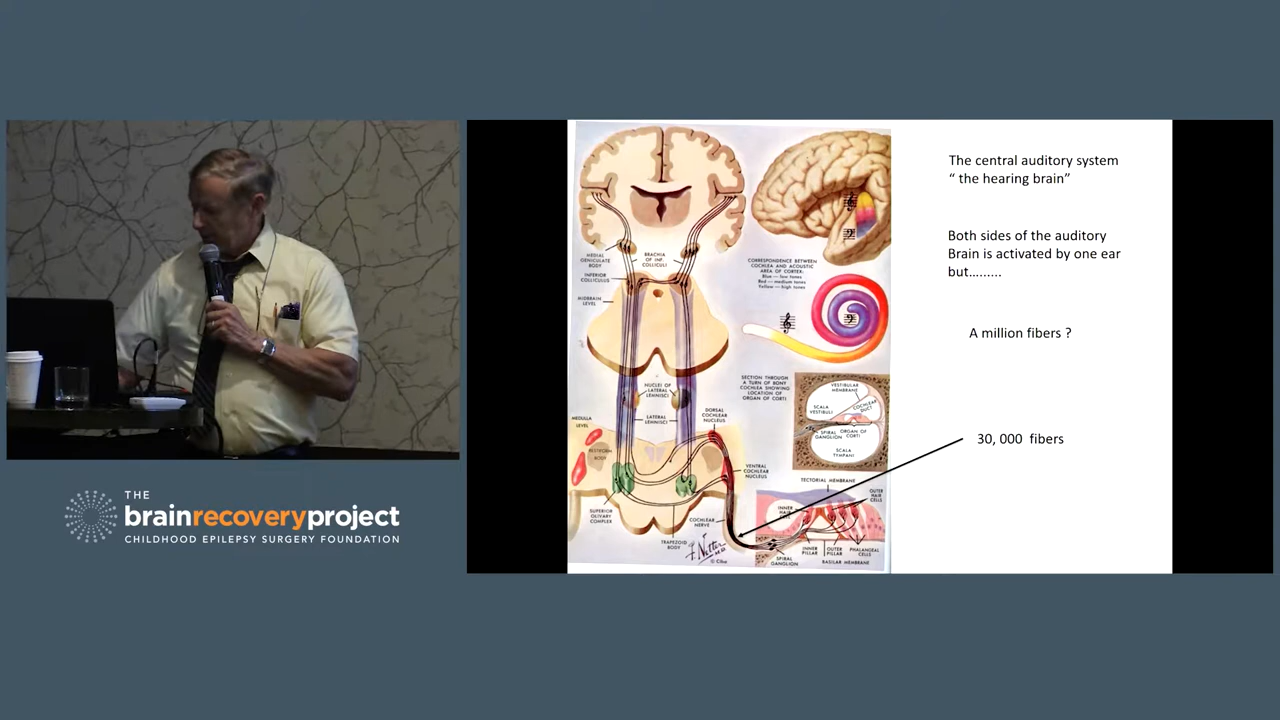 THE
brainrecoveryproject
CHILDHOOD EPILEPSY SURGERY FOUNDATION
MEDIAL
GENICULATE
BODY
BRACHIA
OF INF.
COLLICULI
INFERIOR
COLLICULUS
MIDBRAIN
LEVEL
CORRESPONDENCE BETWEEN
COCHLEA AND ACOUSTIC
AREA OF CORTEX:
Blue — low tones
Red — medium tones
Yellow — high tones
NUCLEI OF
LATERAL
LEMNISCI
MEDULLA
LEVEL
LATERAL
LEMNISCI
DORSAL
COCHLEAR
NUCLEUS
RESTIFORM
BODY
VENTRAL
COCHLEAR
NUCLEUS
SUPERIOR
OLIVARY
COMPLEX
COCHLEAR
NERVE
TRAPEZOID
BODY
F. Netter
M.D.
© Ciba
SECTION THROUGH
A TURN OF BONY
COCHLEA SHOWING
LOCATION OF
ORGAN OF CORTI
VESTIBULAR
MEMBRANE
SCALA
VESTIBULI
COCHLEAR
DUCT
SPIRAL
GANGLION
ORGAN OF
CORTI
SCALA
TYMPANI
TECTORIAL MEMBRANE
OUTER
HAIR
CELLS
INNER
HAIR
INNER
PILLAR
OUTER
PILLAR
PHALANGEAL
CELLS
SPIRAL
GANGLION
BASILAR MEMBRANE
The central auditory system
“ the hearing brain”
Both sides of the auditory
Brain is activated by one ear
but.........
A million fibers ?
30, 000  fibers